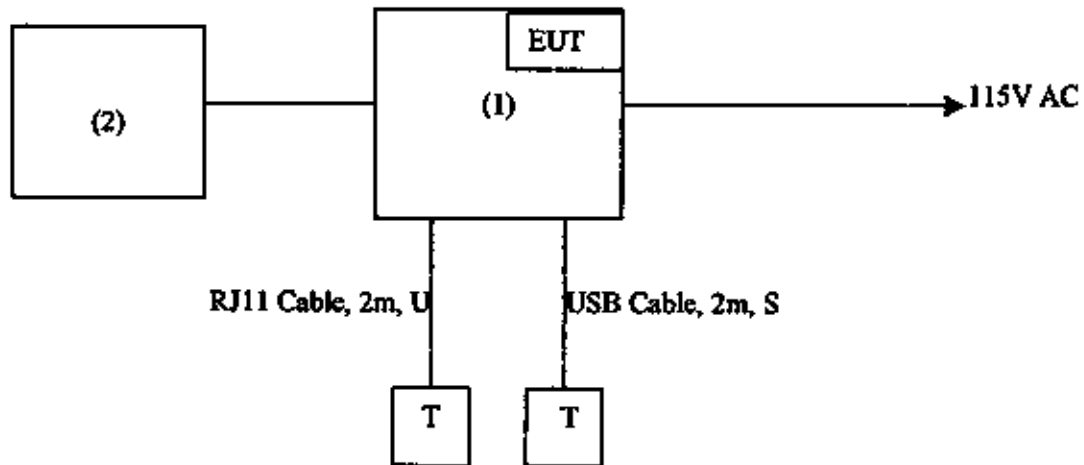 EUT
(2)
(1)
115V AC
RJ11 Cable, 2m, U
USB Cable, 2m, S
T
T